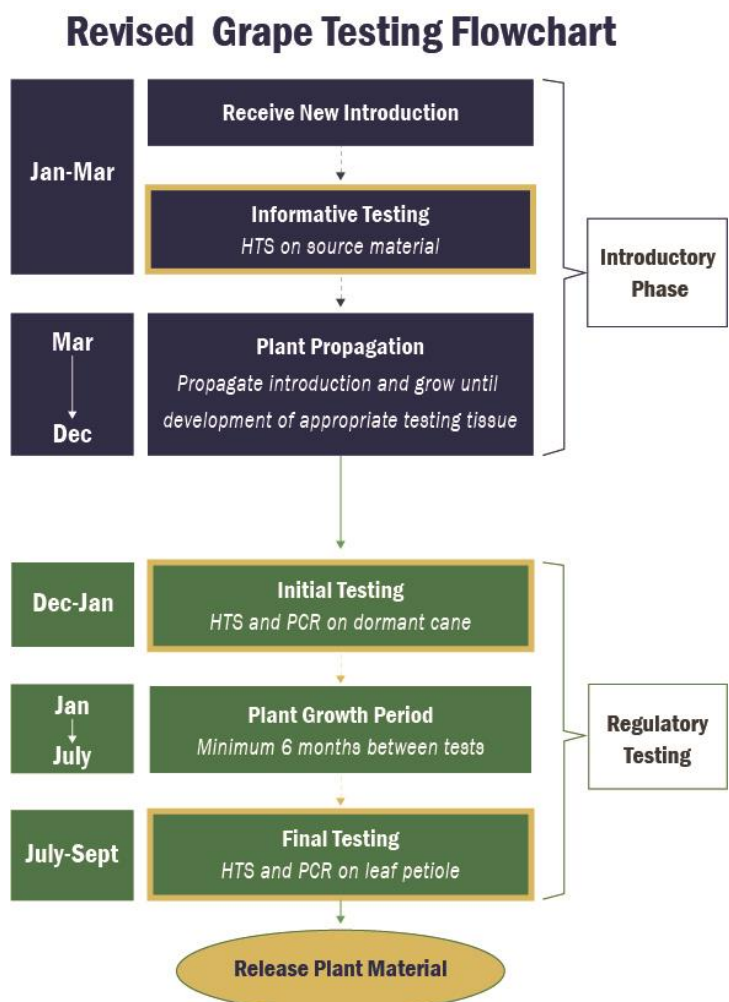 Revised Grape Testing Flowchart
Jan-Mar
Receive New Introduction
Informative Testing
HTS on source material
Introductory
Phase
Mar
Dec
Plant Propagation
Propagate introduction and grow until
development of appropriate testing tissue
Dec-Jan
Initial Testing
HTS and PCR on dormant cane
Jan
July
Plant Growth Period
Minimum 6 months between tests
Regulatory
Testing
July-Sept
Final Testing
HTS and PCR on leaf petiole
Release Plant Material